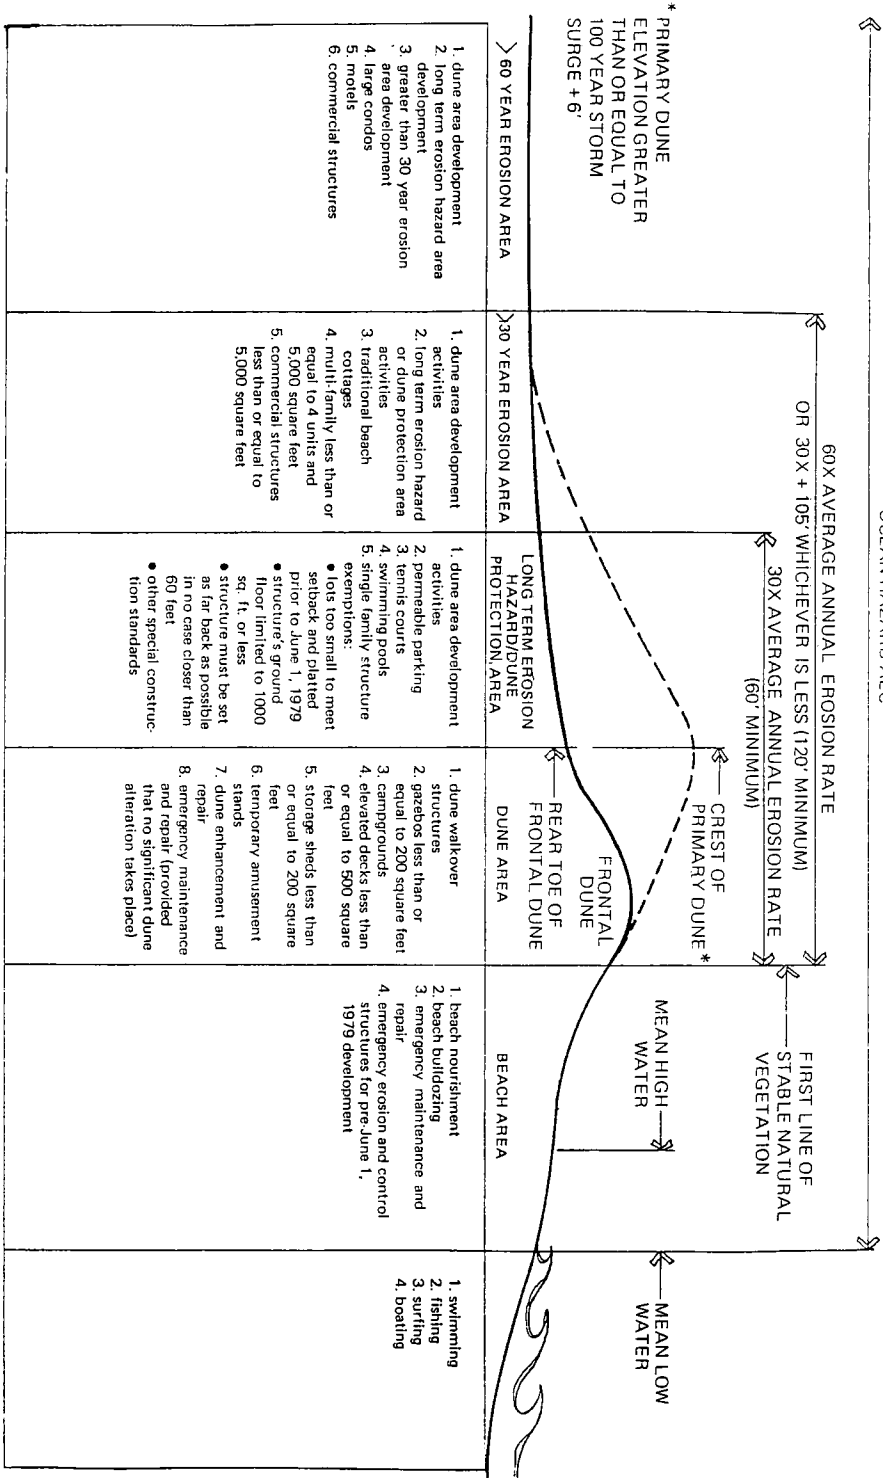 * PRIMARY DUNE
ELEVATION GREATER
THAN OR EQUAL TO
100 YEAR STORM
SURGE + 6'
60X AVERAGE ANNUAL EROSION RATE
OR 30X + 105' WHICHEVER IS LESS (120' MINIMUM)
30X AVERAGE ANNUAL EROSION RATE
(60' MINIMUM)
CREST OF
PRIMARY DUNE *
REAR TOE OF
FRONTAL DUNE
FRONTAL
DUNE
FIRST LINE OF
STABLE NATURAL
VEGETATION
MEAN HIGH
WATER
MEAN LOW
WATER
>60 YEAR EROSION AREA
1. dune area development
2. long term erosion hazard area
development
3. greater than 30 year erosion
area development
4. large condos
5. motels
6. commercial structures
>30 YEAR EROSION AREA
1. dune area development
activities
2. long term erosion hazard
or dune protection area
activities
3. traditional beach
cottages
4. multi-family less than or
equal to 4 units and
5,000 square feet
5. commercial structures
less than or equal to
5,000 square feet
LONG TERM EROSION
HAZARD/DUNE
PROTECTION AREA
1. dune area development
activities
2. permeable parking
3. tennis courts
4. swimming pools
5. single family structure
exemptions:
● lots too small to meet
setback and platted
prior to June 1, 1979
● structure's ground
floor limited to 1000
sq. ft. or less
● structure must be set
as far back as possible
in no case closer than
60 feet
● other special construc-
tion standards
DUNE AREA
1. dune walkover
structures
2. gazebos less than or
equal to 200 square feet
3. campgrounds
4. elevated decks less than
or equal to 500 square
feet
5. storage sheds less than
or equal to 200 square
feet
6. temporary amusement
stands
7. dune enhancement and
repair
8. emergency maintenance
and repair (provided
that no significant dune
alteration takes place)
BEACH AREA
1. beach nourishment
2. beach bulldozing
3. emergency maintenance and
repair
4. emergency erosion and control
structures for pre-June 1,
1979 development
1. swimming
2. fishing
3. surfing
4. boating